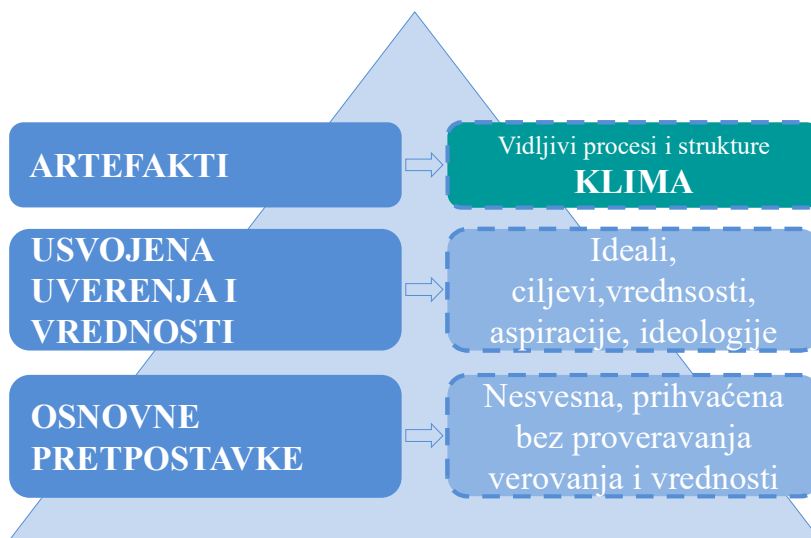 ARTEFAKTI
Vidljivi procesi i strukture
KLIMA
USVOJENA
UVERENJA I
VREDNOSTI
Ideali,
ciljevi,vrednsosti,
aspiracije, ideologije
OSNOVNE
PRETPOSTAVKE
Nesvesna, prihvaćena
bez proveravanja
verovanja i vrednosti